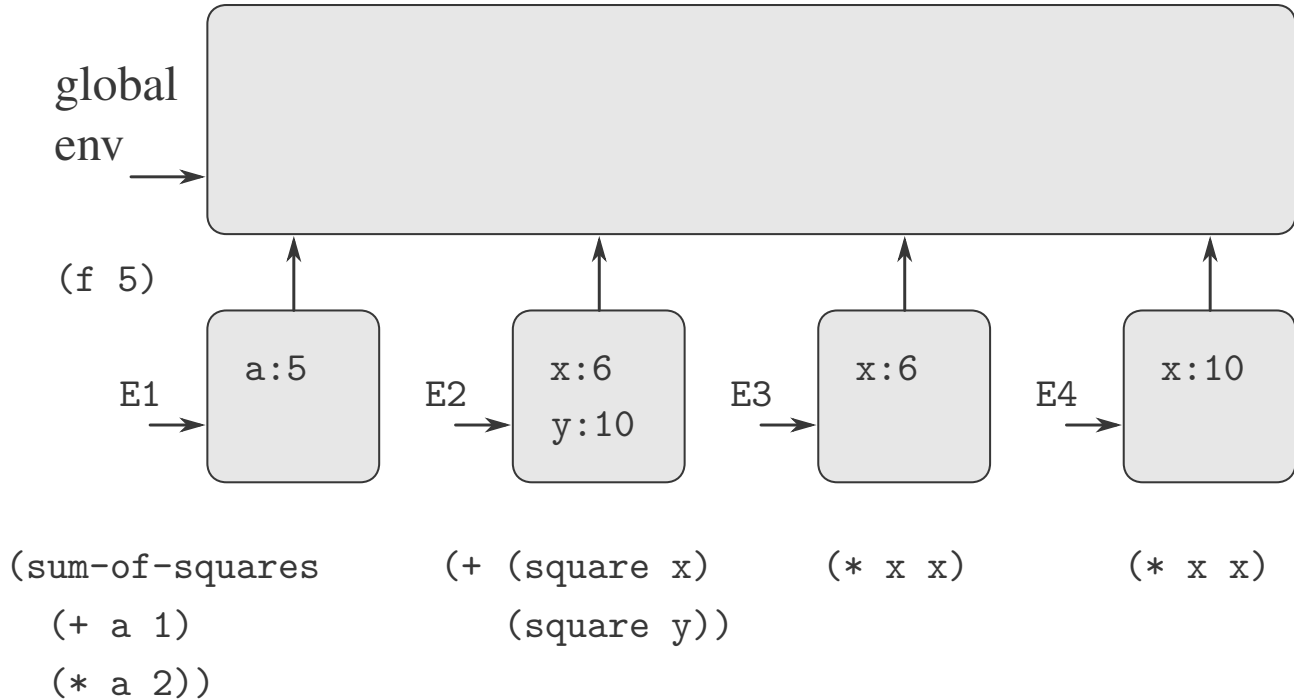 global
env
(f 5)
E1
a:5
E2
x:6
y:10
E3
x:6
E4
x:10
(sum-of-squares
(+ a 1)
(* a 2))
(+ (square x)
(square y))
(* x x)
(* x x)